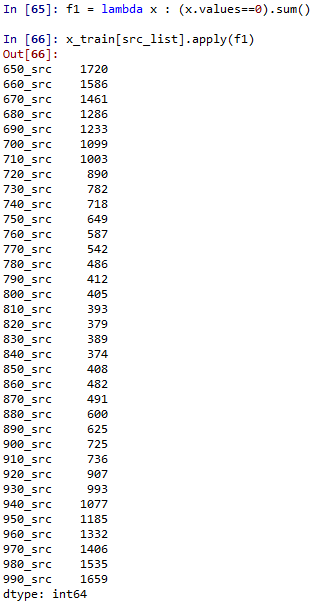 In [65]: f1 = lambda x : (x.values==0).sum()
In [66]: x_train[src_list].apply(f1)
Out[66]:
650_src 1720
660_src 1586
670_src 1461
680_src 1286
690_src 1233
700_src 1099
710_src 1003
720_src 890
730_src 782
740_src 718
750_src 649
760_src 587
770_src 542
780_src 486
790_src 412
800_src 405
810_src 393
820_src 379
830_src 389
840_src 374
850_src 408
860_src 482
870_src 491
880_src 600
890_src 625
900_src 725
910_src 736
920_src 907
930_src 993
940_src 1077
950_src 1185
960_src 1332
970_src 1406
980_src 1535
990_src 1659
dtype: int64